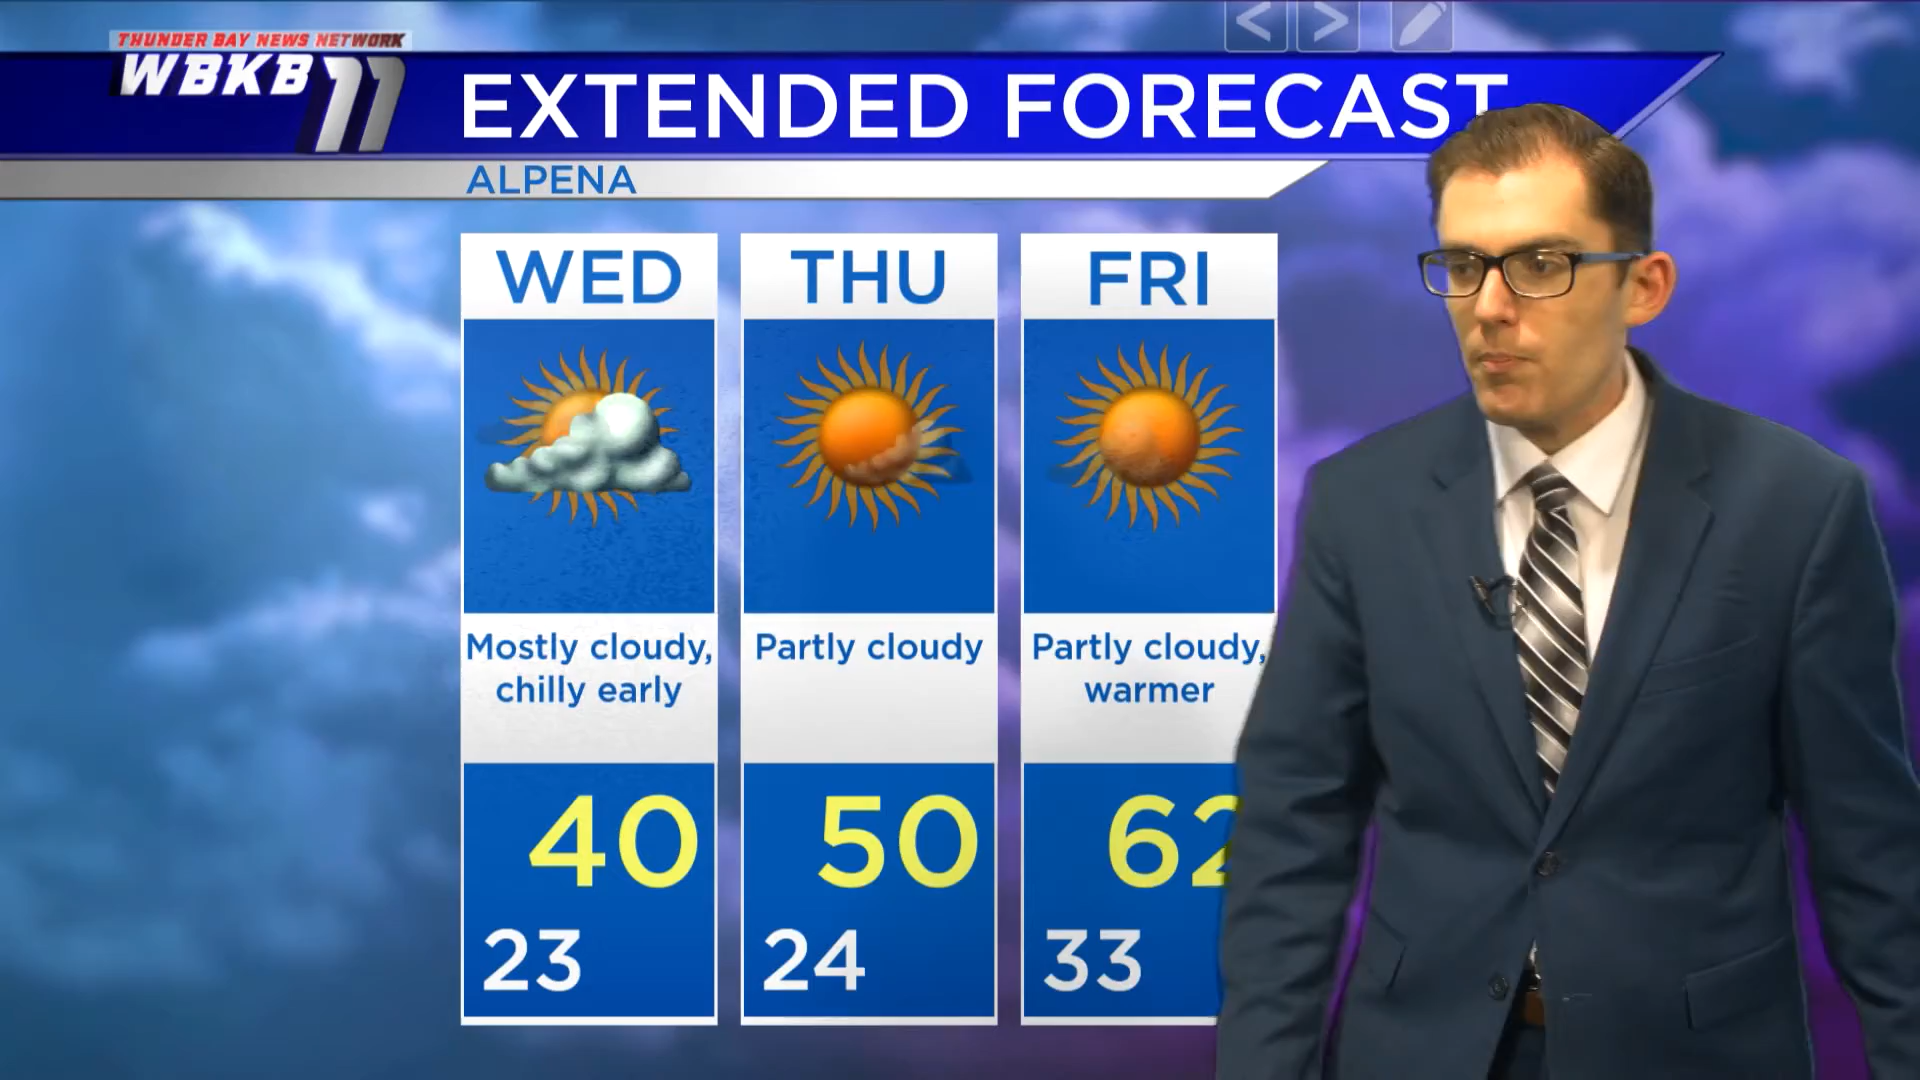 THUNDER BAY NEWS NETWORK
WBKB 11
EXTENDED FORECAST
ALPENA
WED
THU
FRI
Mostly cloudy,
chilly early
Partly cloudy
Partly cloudy,
warmer
40
50
62
23
24
33